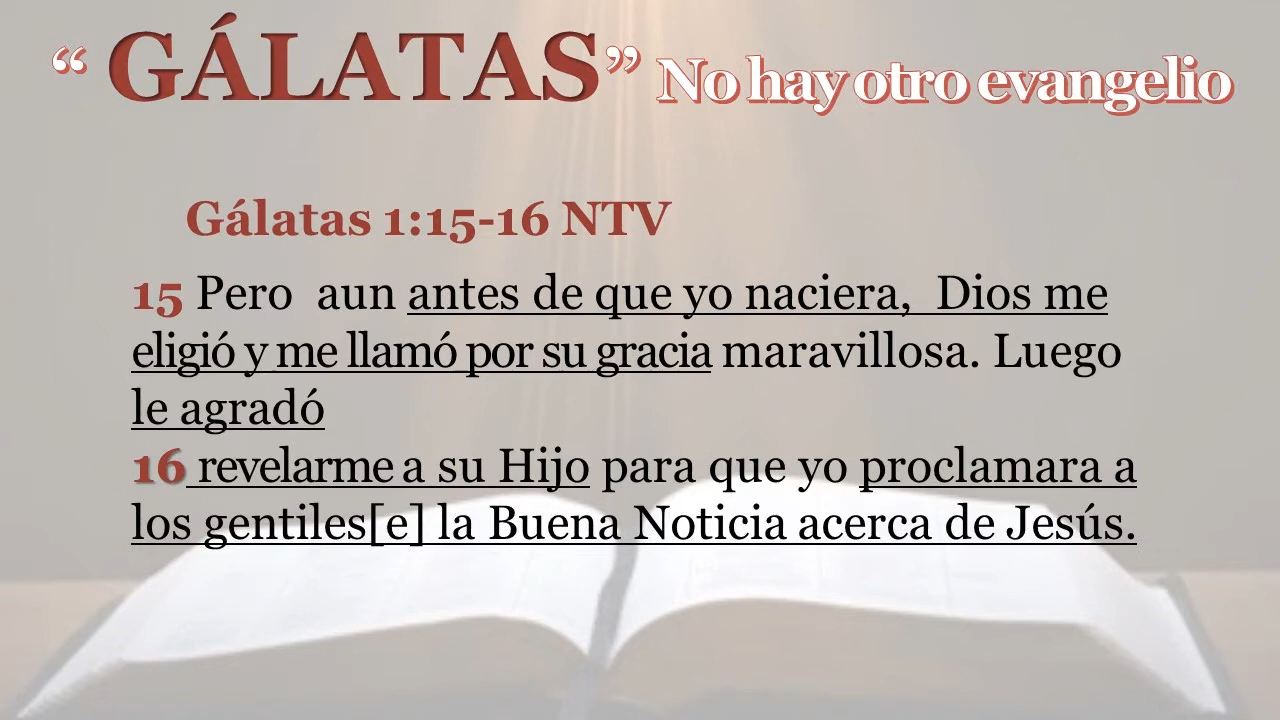 “ GÁLATAS” No hay otro evangelio
Gálatas 1:15-16 NTV
15 Pero aun antes de que yo naciera, Dios me
eligió y me llamó por su gracia maravillosa. Luego
le agradó
16 revelarme a su Hijo para que yo proclamara a
los gentiles[e] la Buena Noticia acerca de Jesús.